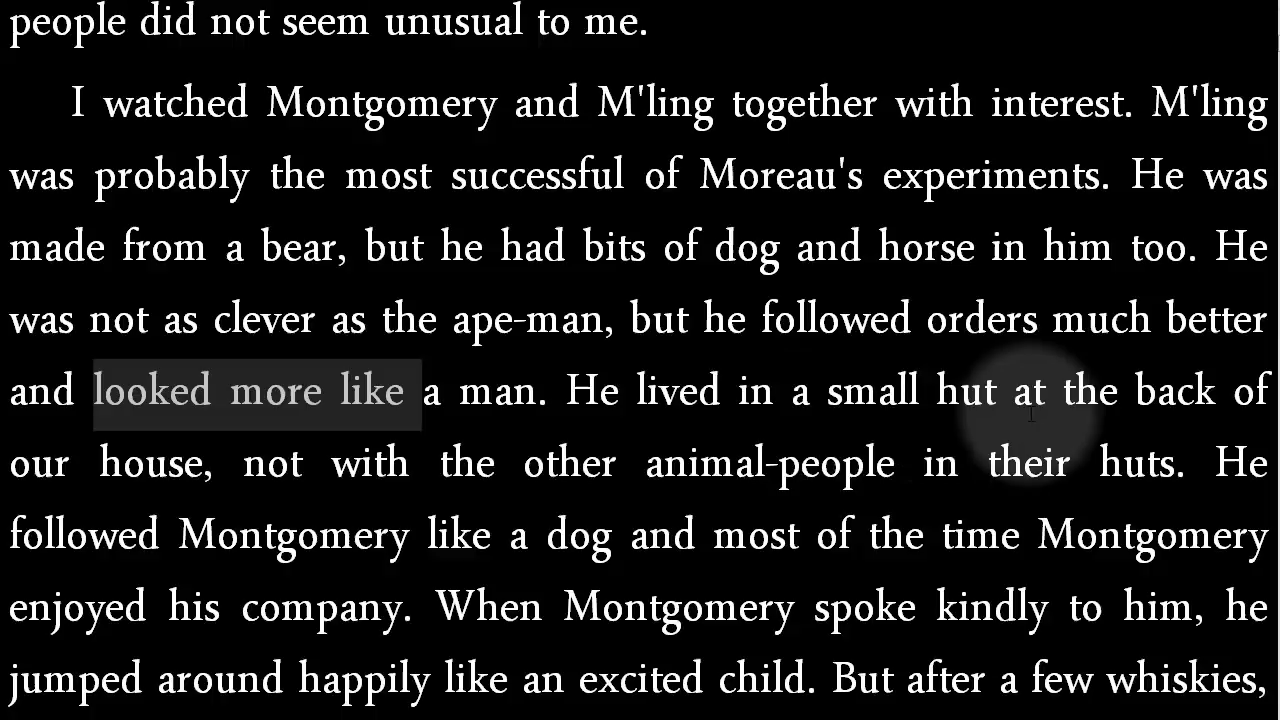 people did not seem unusual to me.
I watched Montgomery and M'ling together with interest. M'ling
was probably the most successful of Moreau's experiments. He was
made from a bear, but he had bits of dog and horse in him too. He
was not as clever as the ape-man, but he followed orders much better
and looked more like a man. He lived in a small hut at the back of
our house, not with the other animal-people in their huts. He
followed Montgomery like a dog and most of the time Montgomery
enjoyed his company. When Montgomery spoke kindly to him, he
jumped around happily like an excited child. But after a few whiskies,